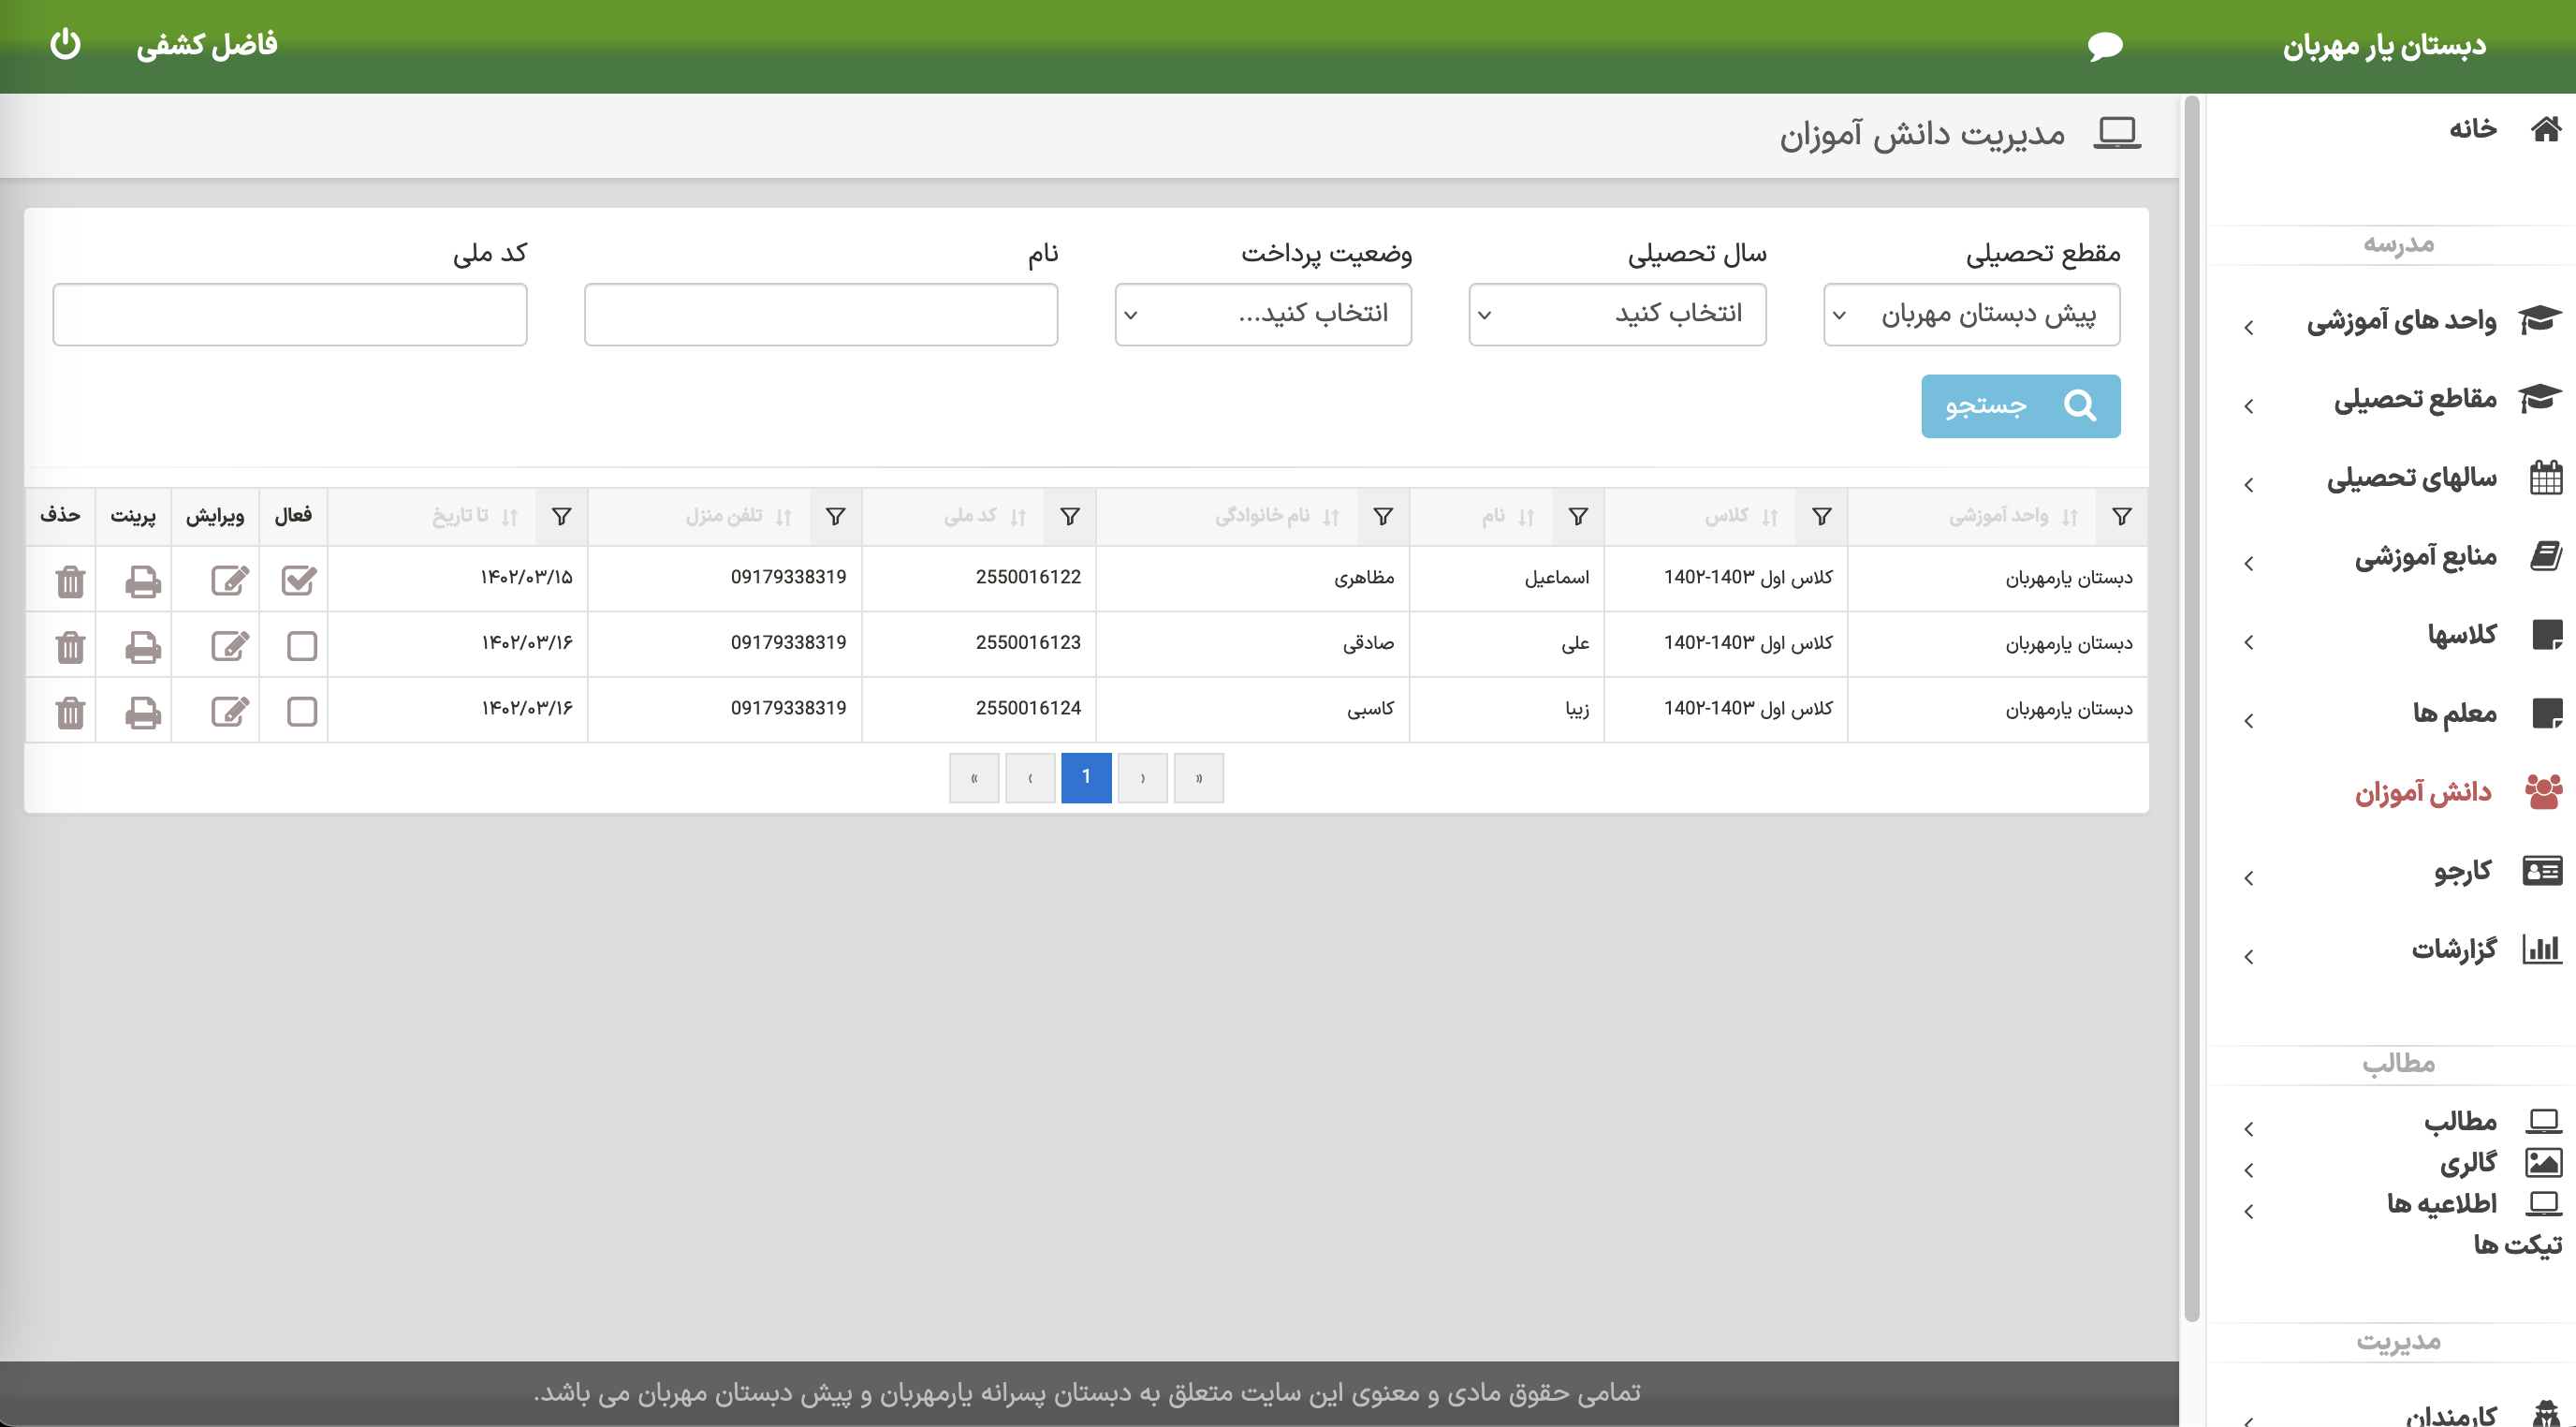 دبستان یار مهربان
فاضل کشفی
خانه
مدرسه
واحد های آموزشی
مقاطع تحصیلی
سالهای تحصیلی
منابع آموزشی
کلاسها
معلم ها
دانش آموزان
کارجو
گزارشات
مطالب
مطالب
گالری
اطلاعیه ها
تیکت ها
مدیریت
کارمندان
مدیریت دانش آموزان
مقطع تحصیلی سال تحصیلی وضعیت پرداخت نام کد ملی
پیش دبستان مهربان انتخاب کنید انتخاب کنید...
جستجو
واحد آموزشی کلاس نام نام خانوادگی کد ملی تلفن منزل تا تاریخ فعال ویرایش پرینت حذف
دبستان یارمهربان کلاس اول ۱۴۰۳-۱۴۰۲ اسماعیل مظاهری 2550016122 09179338319 ۱۴۰۲/۰۳/۱۵
دبستان یارمهربان کلاس اول ۱۴۰۳-۱۴۰۲ علی صادقی 2550016123 09179338319 ۱۴۰۲/۰۳/۱۶
دبستان یارمهربان کلاس اول ۱۴۰۳-۱۴۰۲ زیبا کاسبی 2550016124 09179338319 ۱۴۰۲/۰۳/۱۶
« ‹ 1 › »
تمامی حقوق مادی و معنوی این سایت متعلق به دبستان پسرانه یارمهربان و پیش دبستان مهربان می باشد.